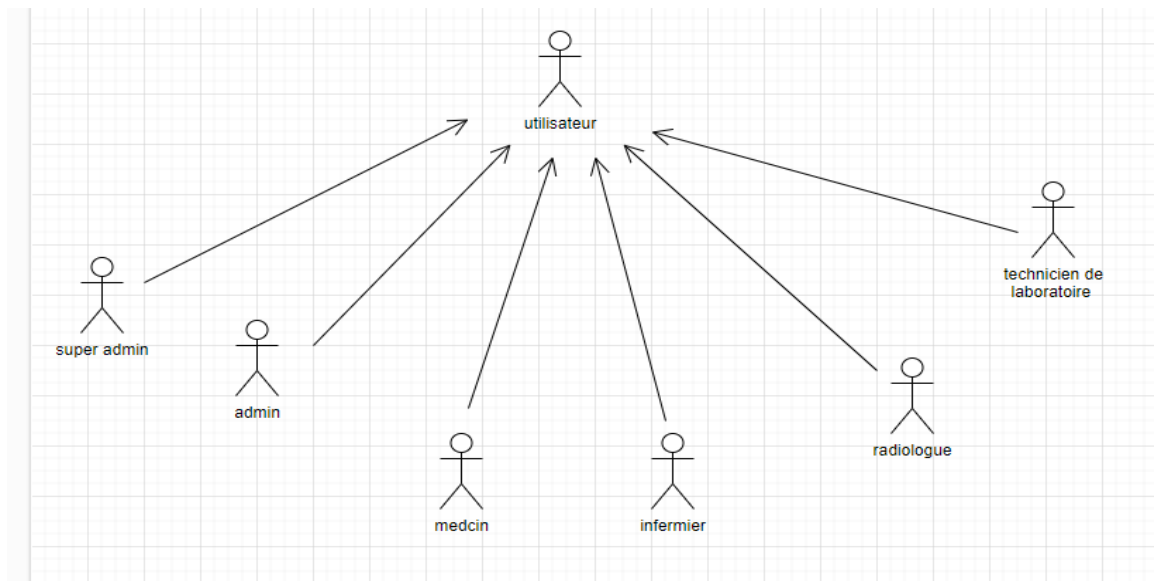 utilisateur
technicien de
laboratoire
super admin
admin
radiologue
medcin
infermier